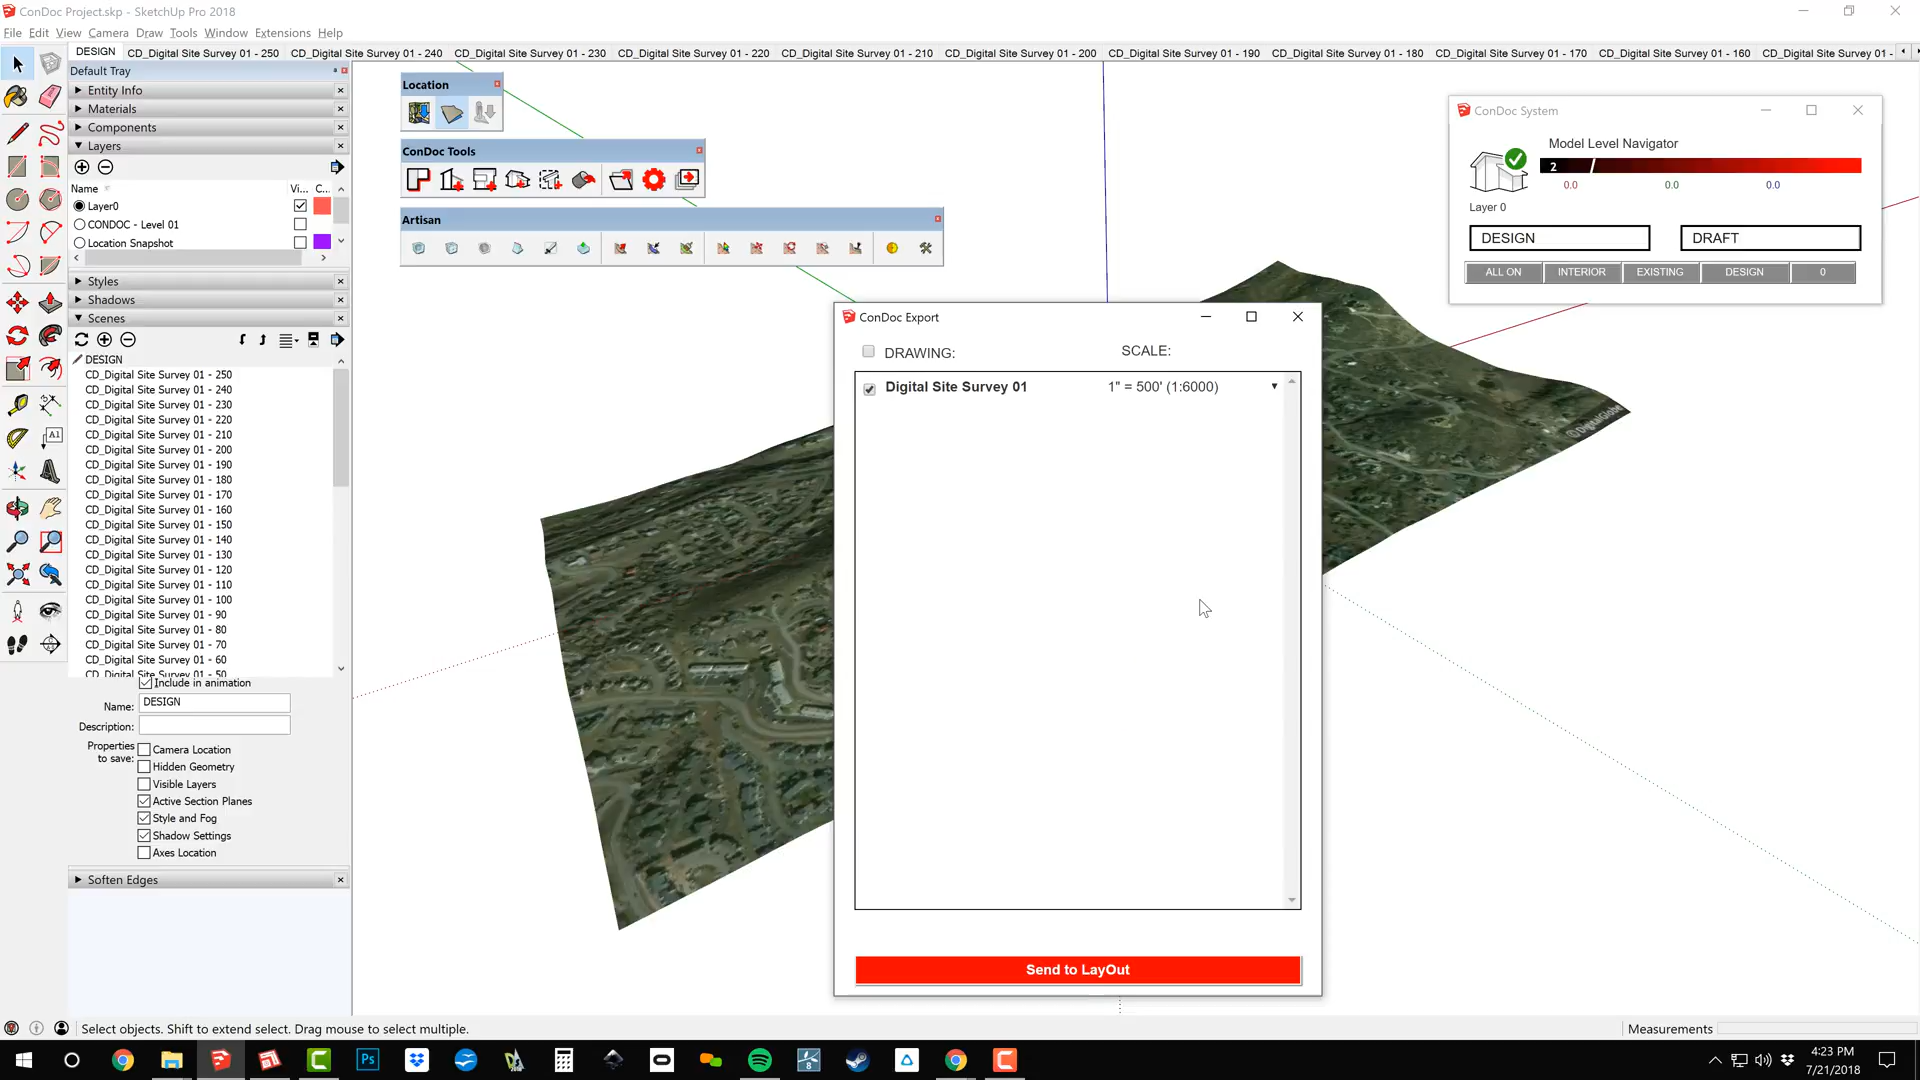 ConDoc Project.skp - SketchUp Pro 2018
File Edit View Camera Draw Tools Window Extensions Help
DESIGN CD_Digital Site Survey 01 - 250 CD_Digital Site Survey 01 - 240 CD_Digital Site Survey 01 - 230 CD_Digital Site Survey 01 - 220 CD_Digital Site Survey 01 - 210 CD_Digital Site Survey 01 - 200 CD_Digital Site Survey 01 - 190 CD_Digital Site Survey 01 - 180 CD_Digital Site Survey 01 - 170 CD_Digital Site Survey 01 - 160 CD_Digital Site Survey 01 -
Default Tray
Entity Info
Materials
Components
Layers
Name Vi... C...
Layer0
CONDOC - Level 01
Location Snapshot
Styles
Shadows
Scenes
DESIGN
CD_Digital Site Survey 01 - 250
CD_Digital Site Survey 01 - 240
CD_Digital Site Survey 01 - 230
CD_Digital Site Survey 01 - 220
CD_Digital Site Survey 01 - 210
CD_Digital Site Survey 01 - 200
CD_Digital Site Survey 01 - 190
CD_Digital Site Survey 01 - 180
CD_Digital Site Survey 01 - 170
CD_Digital Site Survey 01 - 160
CD_Digital Site Survey 01 - 150
CD_Digital Site Survey 01 - 140
CD_Digital Site Survey 01 - 130
CD_Digital Site Survey 01 - 120
CD_Digital Site Survey 01 - 110
CD_Digital Site Survey 01 - 100
CD_Digital Site Survey 01 - 90
CD_Digital Site Survey 01 - 80
CD_Digital Site Survey 01 - 70
CD_Digital Site Survey 01 - 60
CD_Digital Site Survey 01 - 50
Include in animation
Name: DESIGN
Description:
Properties to save:
Camera Location
Hidden Geometry
Visible Layers
Active Section Planes
Style and Fog
Shadow Settings
Axes Location
Soften Edges
A1
Location
ConDoc Tools
Artisan
ConDoc Export
DRAWING: SCALE:
Digital Site Survey 01 1" = 500' (1:6000)
Send to LayOut
©DigitalGlobe
ConDoc System
Model Level Navigator
2
0.0 0.0 0.0
Layer 0
DESIGN DRAFT
ALL ON INTERIOR EXISTING DESIGN 0
Select objects. Shift to extend select. Drag mouse to select multiple.
Measurements
Ps
8
4:23 PM
7/21/2018